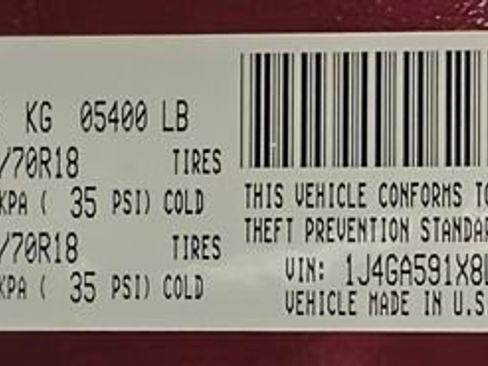 KG 05400 LB
/70R18 TIRES
KPA ( 35 PSI) COLD
/70R18 TIRES
KPA ( 35 PSI) COLD
THIS VEHICLE CONFORMS TO
THEFT PREVENTION STANDAR
VIN: 1J4GA591X8L
VEHICLE MADE IN U.S.